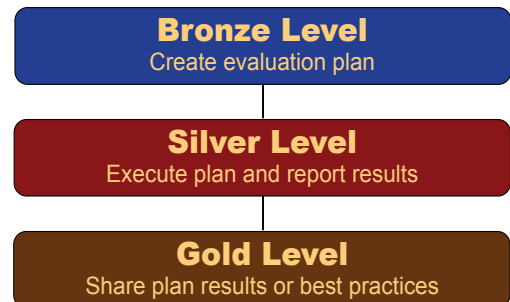 Bronze Level
Create evaluation plan
Silver Level
Execute plan and report results
Gold Level
Share plan results or best practices